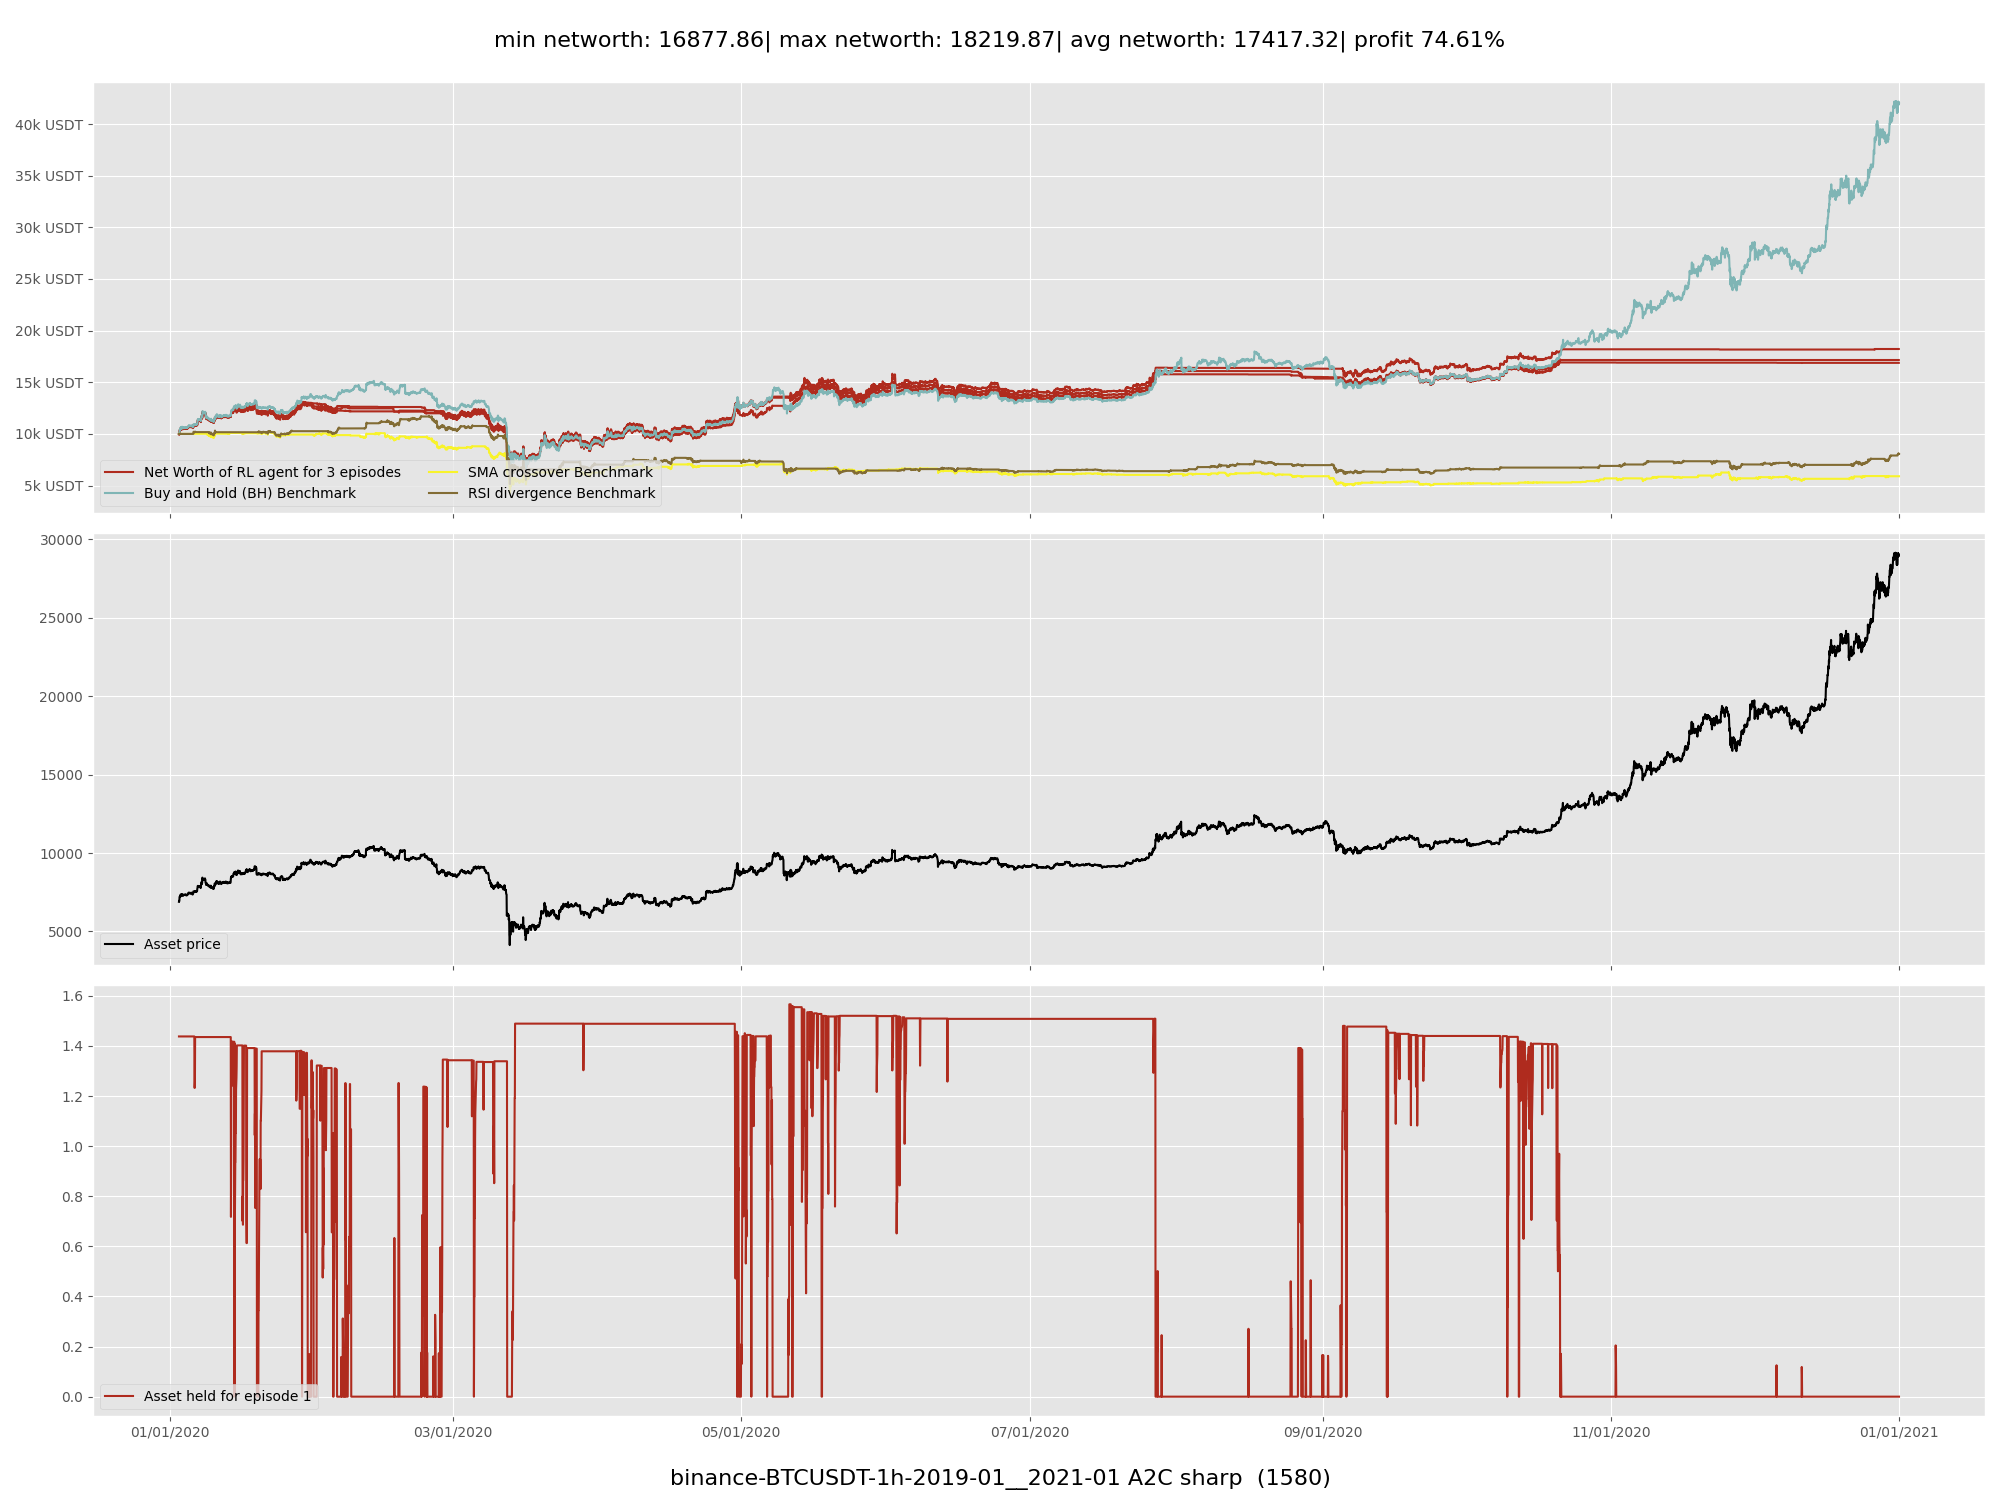 min networth: 16877.86| max networth: 18219.87| avg networth: 17417.32| profit 74.61%
40k USDT
35k USDT
30k USDT
25k USDT
20k USDT
15k USDT
10k USDT
5k USDT
Net Worth of RL agent for 3 episodes
Buy and Hold (BH) Benchmark
SMA crossover Benchmark
RSI divergence Benchmark
30000
25000
20000
15000
10000
5000
Asset price
1.6
1.4
1.2
1.0
0.8
0.6
0.4
0.2
0.0
Asset held for episode 1
01/01/2020 03/01/2020 05/01/2020 07/01/2020 09/01/2020 11/01/2020 01/01/2021
binance-BTCUSDT-1h-2019-01__2021-01 A2C sharp (1580)